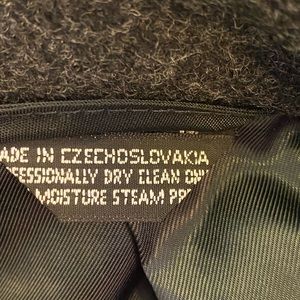 ADE IN CZECHOSLOVAKIA
FESSIONALLY DRY CLEAN ONL
MOISTURE STEAM PR